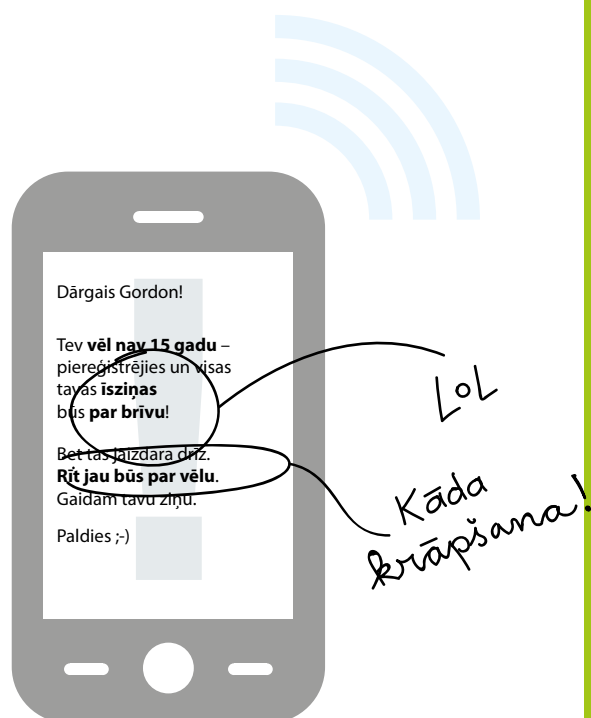 Dārgais Gordon!
Tev vēl nav 15 gadu –
piereģistrējies un visas
tavas īsziņas
būs par brīvu!
Bet tas jāizdara drīz.
Rīt jau būs par vēlu.
Gaidām tavu ziņu.
Paldies ;-)
LOL
Kāda
krāpšana!